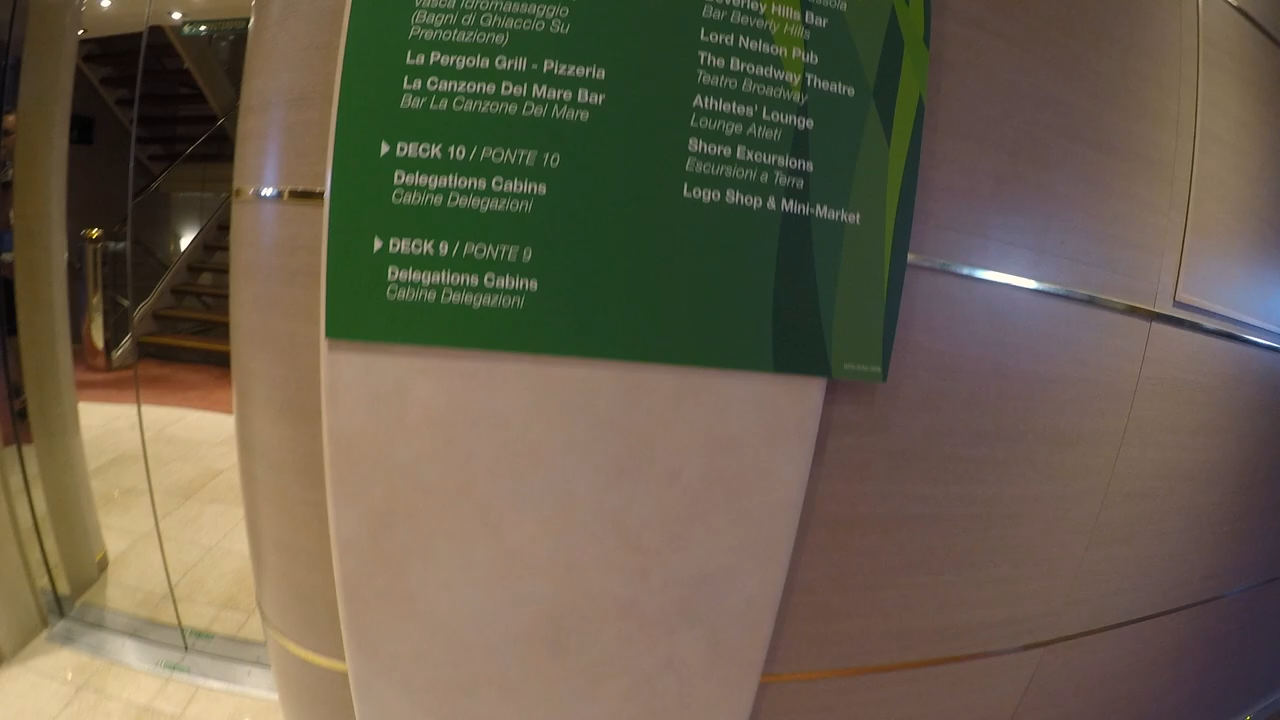 Vasca Idromassaggio
(Bagni di Ghiaccio Su
Prenotazione)
La Pergola Grill - Pizzeria
La Canzone Del Mare Bar
Bar La Canzone Del Mare
DECK 10 / PONTE 10
Delegations Cabins
Cabine Delegazioni
DECK 9 / PONTE 9
Delegations Cabins
Cabine Delegazioni
Beverley Hills Bar
Bar Beverly Hills
Lord Nelson Pub
The Broadway Theatre
Teatro Broadway
Athletes' Lounge
Lounge Atleti
Shore Excursions
Escursioni a Terra
Logo Shop & Mini-Market